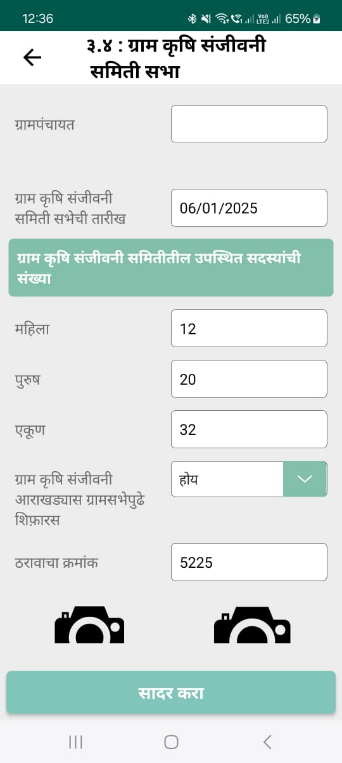 12:36
65%
३.४ : ग्राम कृषि संजीवनी
समिती सभा
ग्रामपंचायत
ग्राम कृषि संजीवनी
समिती सभेची तारीख
06/01/2025
ग्राम कृषि संजीवनी समितीतील उपस्थित सदस्यांची
संख्या
महिला
12
पुरुष
20
एकूण
32
ग्राम कृषि संजीवनी
आराखड्यास ग्रामसभेपुढे
शिफ़ारस
होय
ठरावाचा क्रमांक
5225
सादर करा